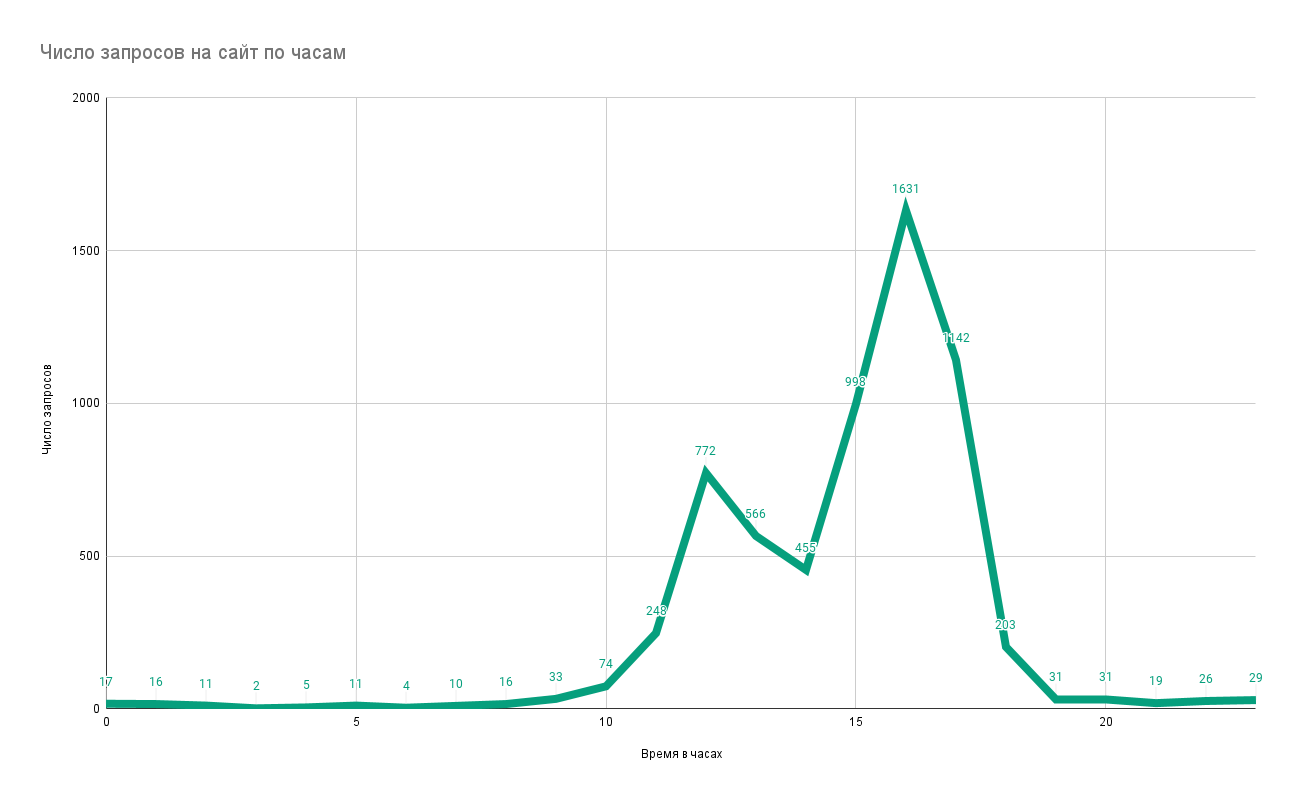 Число запросов на сайт по часам
2000
1500
1000
500
0
Число запросов
17 16 11 2 5 11 4 10 16 33 74 248 772 566 455 998 1631 1142 203 31 31 19 26 29
0 5 10 15 20
Время в часах